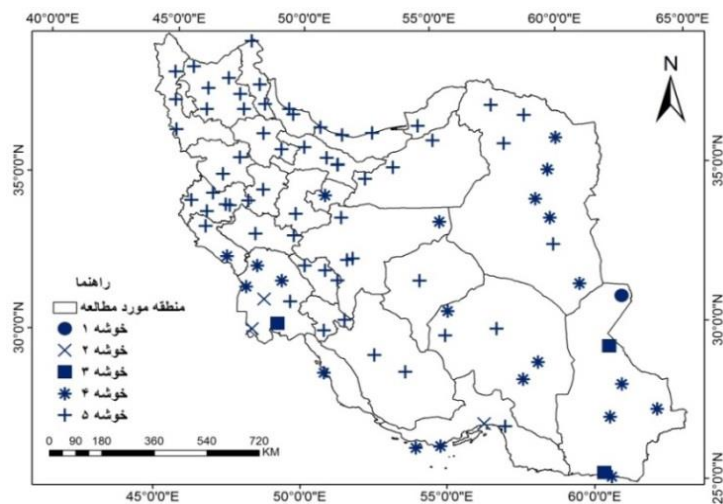 40°0'0"E 45°0'0"E 50°0'0"E 55°0'0"E 60°0'0"E 65°0'0"E
N
35°0'0"N 35°0'0"N
راهنما
منطقه مورد مطالعه
خوشه ۱
خوشه ۲
خوشه ۳
خوشه ۴
خوشه ۵
30°0'0"N 30°0'0"N
0 90 180 360 540 720
KM
25°0'0"N
45°0'0"E 50°0'0"E 55°0'0"E 60°0'0"E